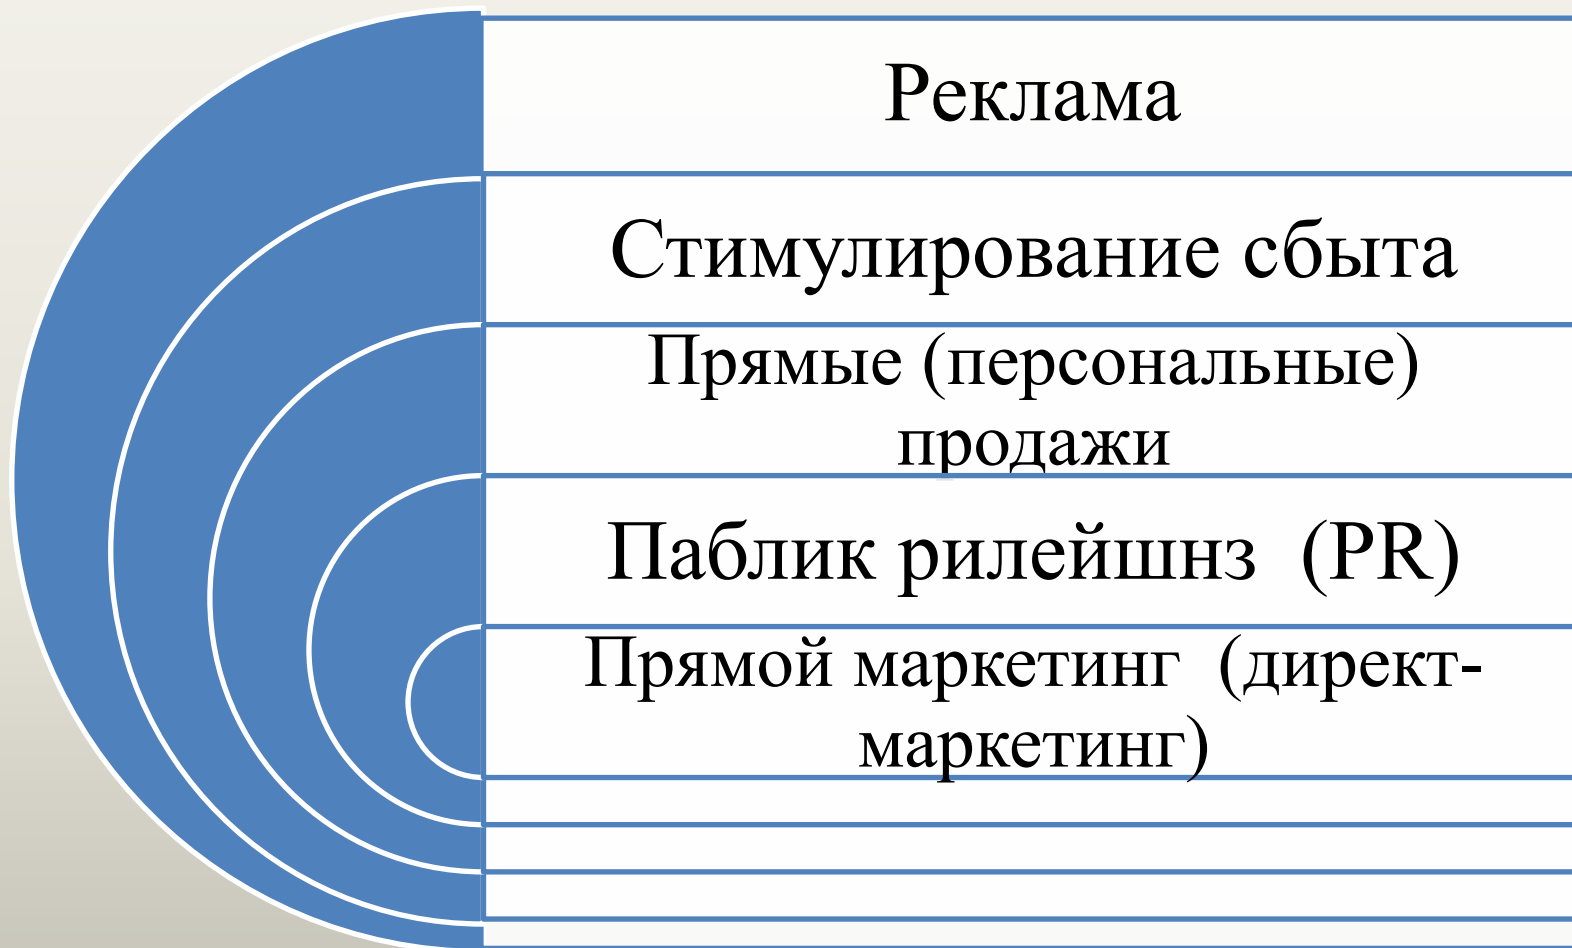 Реклама
Стимулирование сбыта
Прямые (персональные)
продажи
Паблик рилейшнз  (PR)
Прямой маркетинг  (директ-
маркетинг)